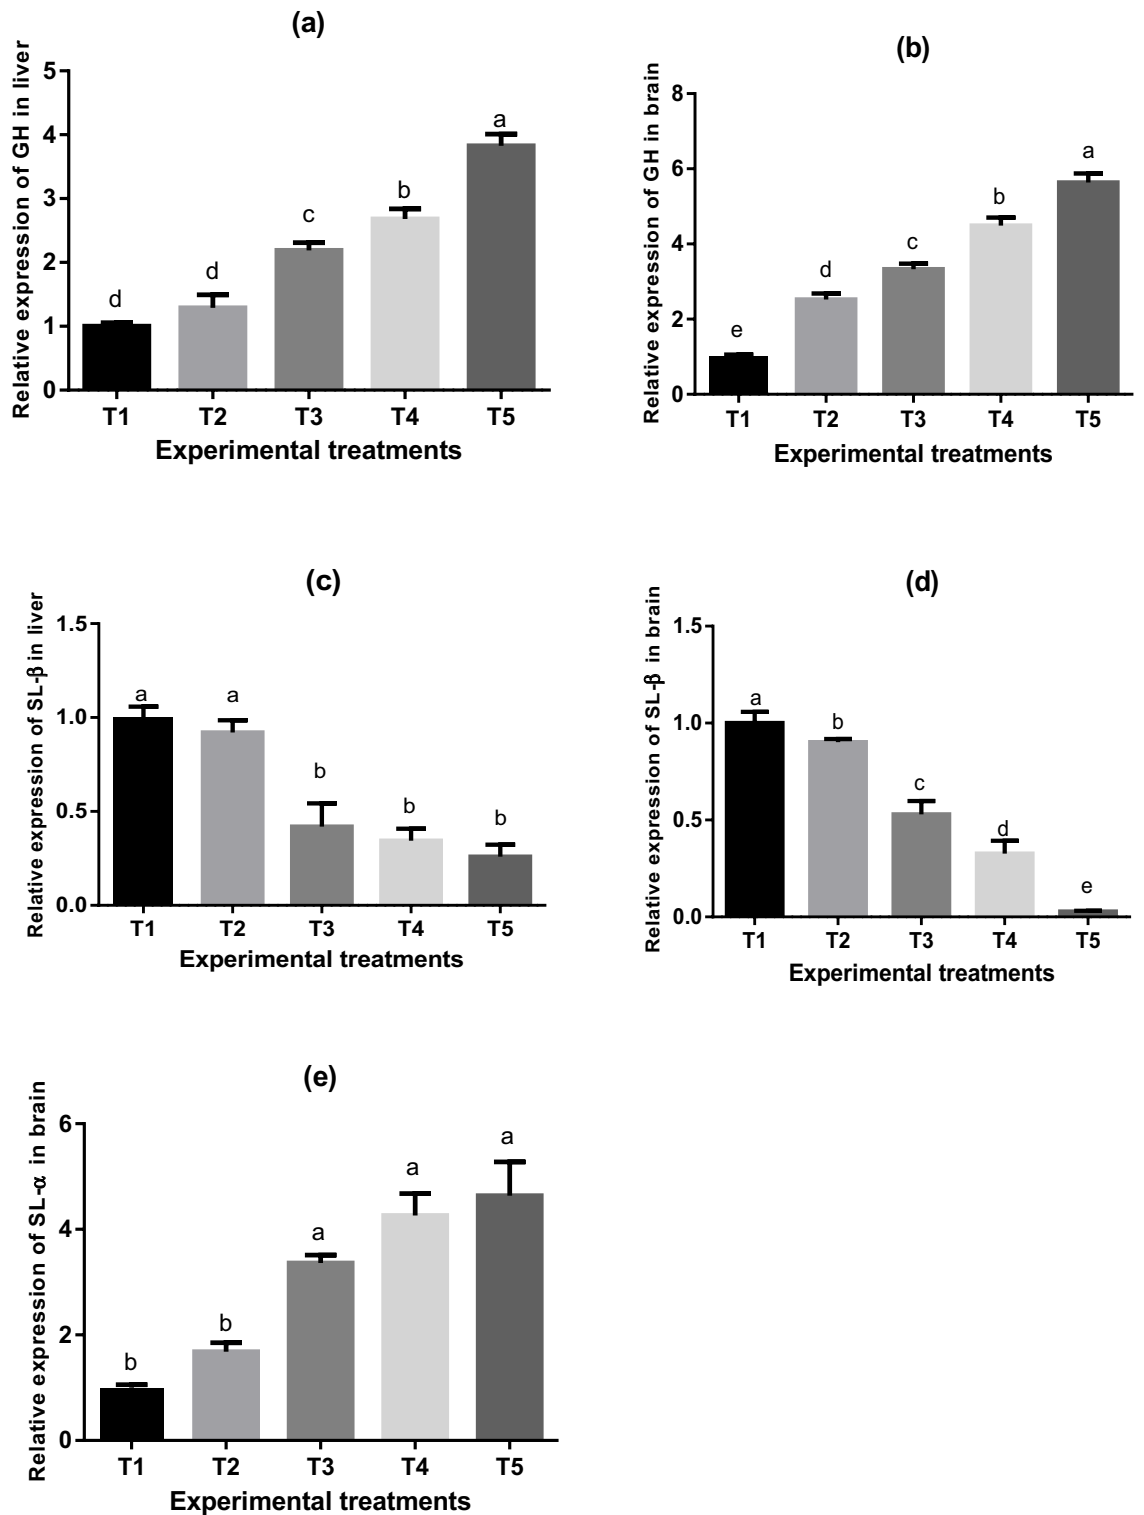 (a)
Relative expression of GH in liver
5
4
3
2
1
0
d
d
c
b
a
T1 T2 T3 T4 T5
Experimental treatments
(b)
Relative expression of GH in brain
8
6
4
2
0
e
d
c
b
a
T1 T2 T3 T4 T5
Experimental treatments
(c)
Relative expression of SL-β in liver
1.5
1.0
0.5
0.0
a
a
b
b
b
T1 T2 T3 T4 T5
Experimental treatments
(d)
Relative expression of SL-β in brain
1.5
1.0
0.5
0.0
a
b
c
d
e
T1 T2 T3 T4 T5
Experimental treatments
(e)
Relative expression of SL-α in brain
6
4
2
0
b
b
a
a
a
T1 T2 T3 T4 T5
Experimental treatments